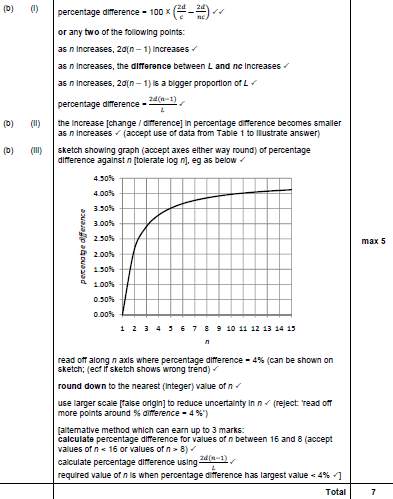 (b) (i) percentage difference = 100 × (2d/c − 2d/nc) ✓✓
or any two of the following points:
as n increases, 2d(n − 1) increases ✓
as n increases, the difference between L and nc increases ✓
as n increases, 2d(n − 1) is a bigger proportion of L ✓
percentage difference = 2d(n−1)/L ✓
(b) (ii) the increase [change / difference] in percentage difference becomes smaller
as n increases ✓ (accept use of data from Table 1 to illustrate answer)
(b) (iii) sketch showing graph (accept axes either way round) of percentage
difference against n [tolerate log n], eg as below ✓
4.50%
4.00%
3.50%
3.00%
2.50%
2.00%
1.50%
1.00%
0.50%
0.00%
percentage difference
1 2 3 4 5 6 7 8 9 10 11 12 13 14 15
n
max 5
read off along n axis where percentage difference = 4% (can be shown on
sketch; (ecf if sketch shows wrong trend) ✓
round down to the nearest (integer) value of n ✓
use larger scale [false origin] to reduce uncertainty in n ✓ (reject: 'read off
more points around % difference = 4 %')
[alternative method which can earn up to 3 marks:
calculate percentage difference for values of n between 16 and 8 (accept
values of n < 16 or values of n > 8) ✓
calculate percentage difference using 2d(n−1)/L ✓
required value of n is when percentage difference has largest value < 4% ✓]
Total 7